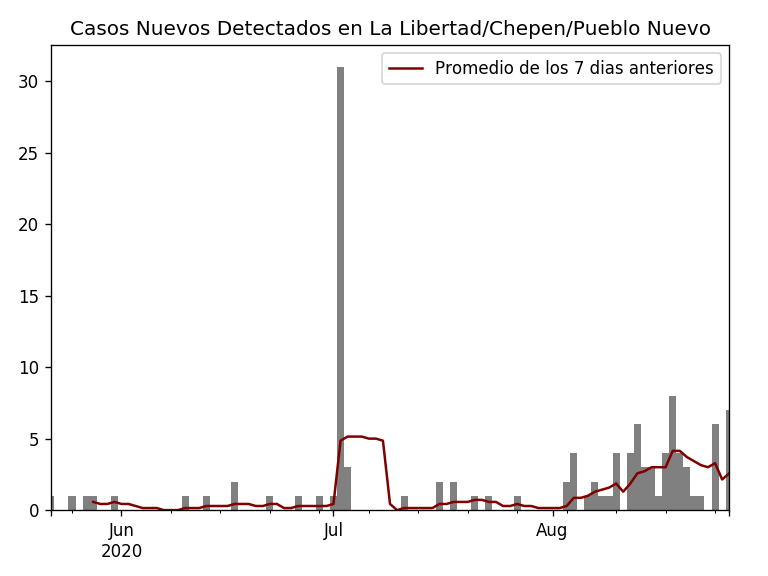 Casos Nuevos Detectados en La Libertad/Chepen/Pueblo Nuevo
Promedio de los 7 dias anteriores
30
25
20
15
10
5
0
Jun
2020
Jul
Aug